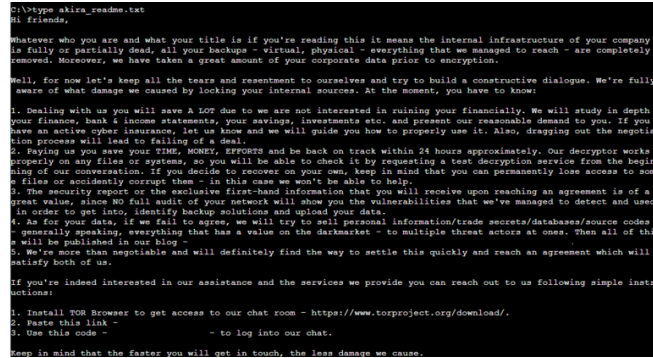 C:\>type akira_readme.txt
Hi friends,
Whatever who you are and what your title is if you're reading this it means the internal infrastructure of your company
is fully or partially dead, all your backups - virtual, physical - everything that we managed to reach - are completely
removed. Moreover, we have taken a great amount of your corporate data prior to encryption.
Well, for now let's keep all the tears and resentment to ourselves and try to build a constructive dialogue. We're fully
aware of what damage we caused by locking your internal sources. At the moment, you have to know:
1. Dealing with us you will save A LOT due to we are not interested in ruining your financially. We will study in depth
your finance, bank & income statements, your savings, investments etc. and present our reasonable demand to you. If you
have an active cyber insurance, let us know and we will guide you how to properly use it. Also, dragging out the negotia
tion process will lead to failing of a deal.
2. Paying us you save your TIME, MONEY, EFFORTS and be back on track within 24 hours approximately. Our decryptor works
properly on any files or systems, so you will be able to check it by requesting a test decryption service from the begin
ning of our conversation. If you decide to recover on your own, keep in mind that you can permanently lose access to som
e files or accidently corrupt them - in this case we won't be able to help.
3. The security report or the exclusive first-hand information that you will receive upon reaching an agreement is of a
great value, since NO full audit of your network will show you the vulnerabilities that we've managed to detect and used
in order to get into, identify backup solutions and upload your data.
4. As for your data, if we fail to agree, we will try to sell personal information/trade secrets/databases/source codes
- generally speaking, everything that has a value on the darkmarket - to multiple threat actors at ones. Then all of thi
s will be published in our blog -
5. We're more than negotiable and will definitely find the way to settle this quickly and reach an agreement which will
satisfy both of us.
If you're indeed interested in our assistance and the services we provide you can reach out to us following simple instr
uctions:
1. Install TOR Browser to get access to our chat room - https://www.torproject.org/download/.
2. Paste this link -
3. Use this code - - to log into our chat.
Keep in mind that the faster you will get in touch, the less damage we cause.